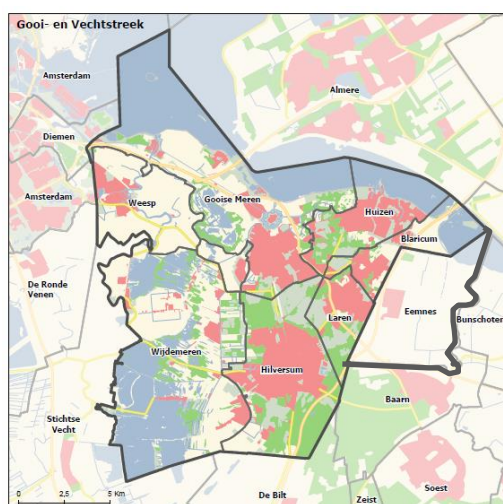 Gooi- en Vechtstreek
Amsterdam
Almere
Diemen
Amsterdam
Weesp
Gooise Meren
Huizen
Blaricum
De Ronde
Venen
Laren
Eemnes
Bunschoten
Wijdemeren
Hilversum
Baarn
Stichtse
Vecht
Soest
De Bilt
Zeist
0 2,5 5 Km